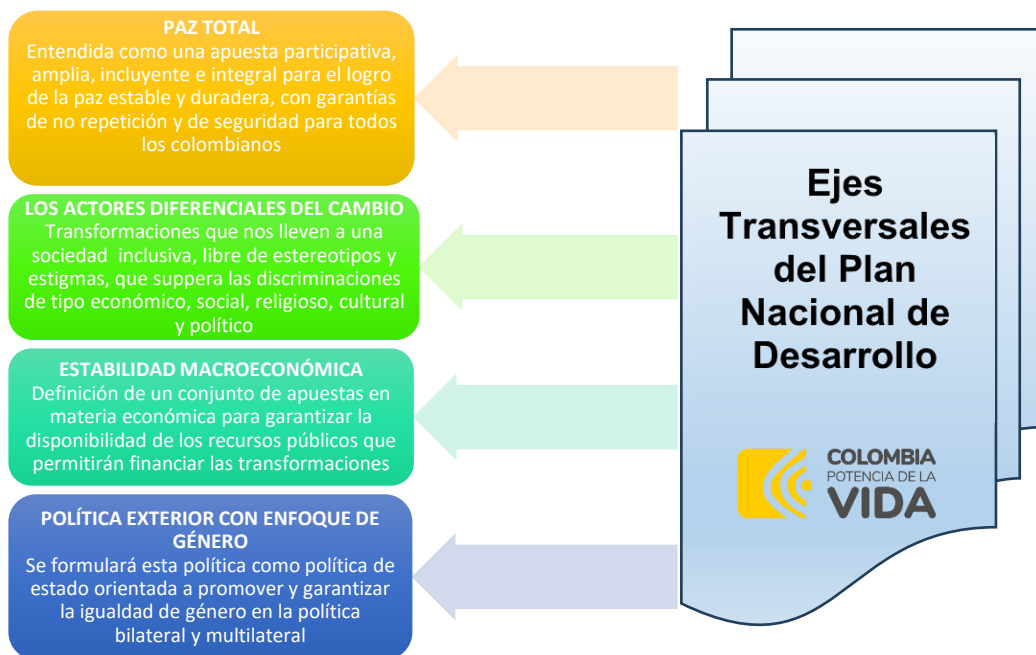 PAZ TOTAL
Entendida como una apuesta participativa,
amplia, incluyente e integral para el logro
de la paz estable y duradera, con garantías
de no repetición y de seguridad para todos
los colombianos
LOS ACTORES DIFERENCIALES DEL CAMBIO
Transformaciones que nos lleven a una
sociedad inclusiva, libre de estereotipos y
estigmas, que suppera las discriminaciones
de tipo económico, social, religioso, cultural
y político
ESTABILIDAD MACROECONÓMICA
Definición de un conjunto de apuestas en
materia económica para garantizar la
disponibilidad de los recursos públicos que
permitirán financiar las transformaciones
POLÍTICA EXTERIOR CON ENFOQUE DE
GÉNERO
Se formulará esta política como política de
estado orientada a promover y garantizar
la igualdad de género en la política
bilateral y multilateral
Ejes
Transversales
del Plan
Nacional de
Desarrollo
COLOMBIA
POTENCIA DE LA
VIDA